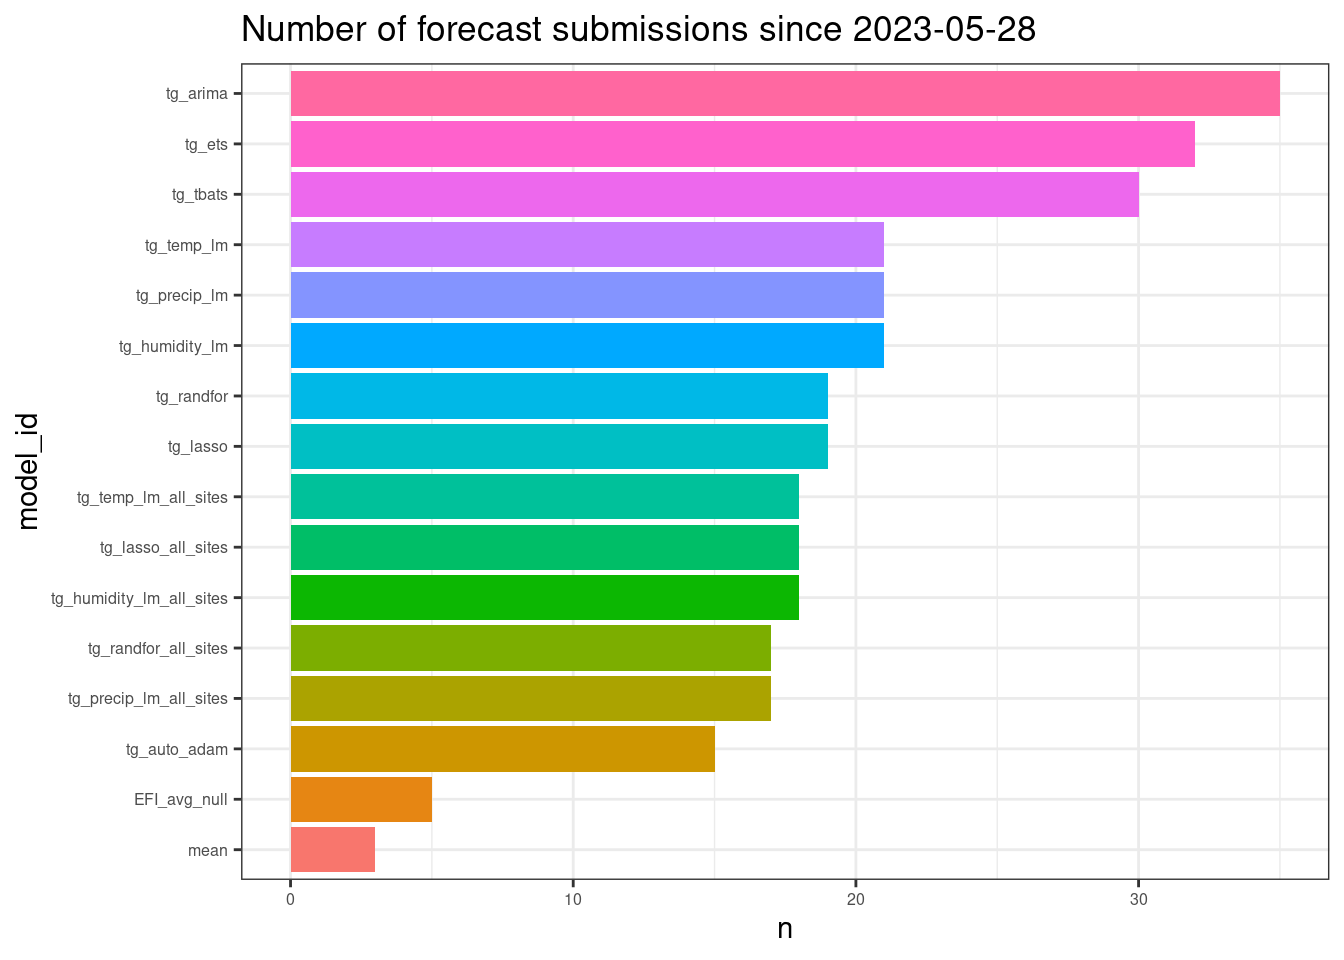 Number of forecast submissions since 2023-05-28
model_id
tg_arima
tg_ets
tg_tbats
tg_temp_lm
tg_precip_lm
tg_humidity_lm
tg_randfor
tg_lasso
tg_temp_lm_all_sites
tg_lasso_all_sites
tg_humidity_lm_all_sites
tg_randfor_all_sites
tg_precip_lm_all_sites
tg_auto_adam
EFI_avg_null
mean
0 10 20 30
n